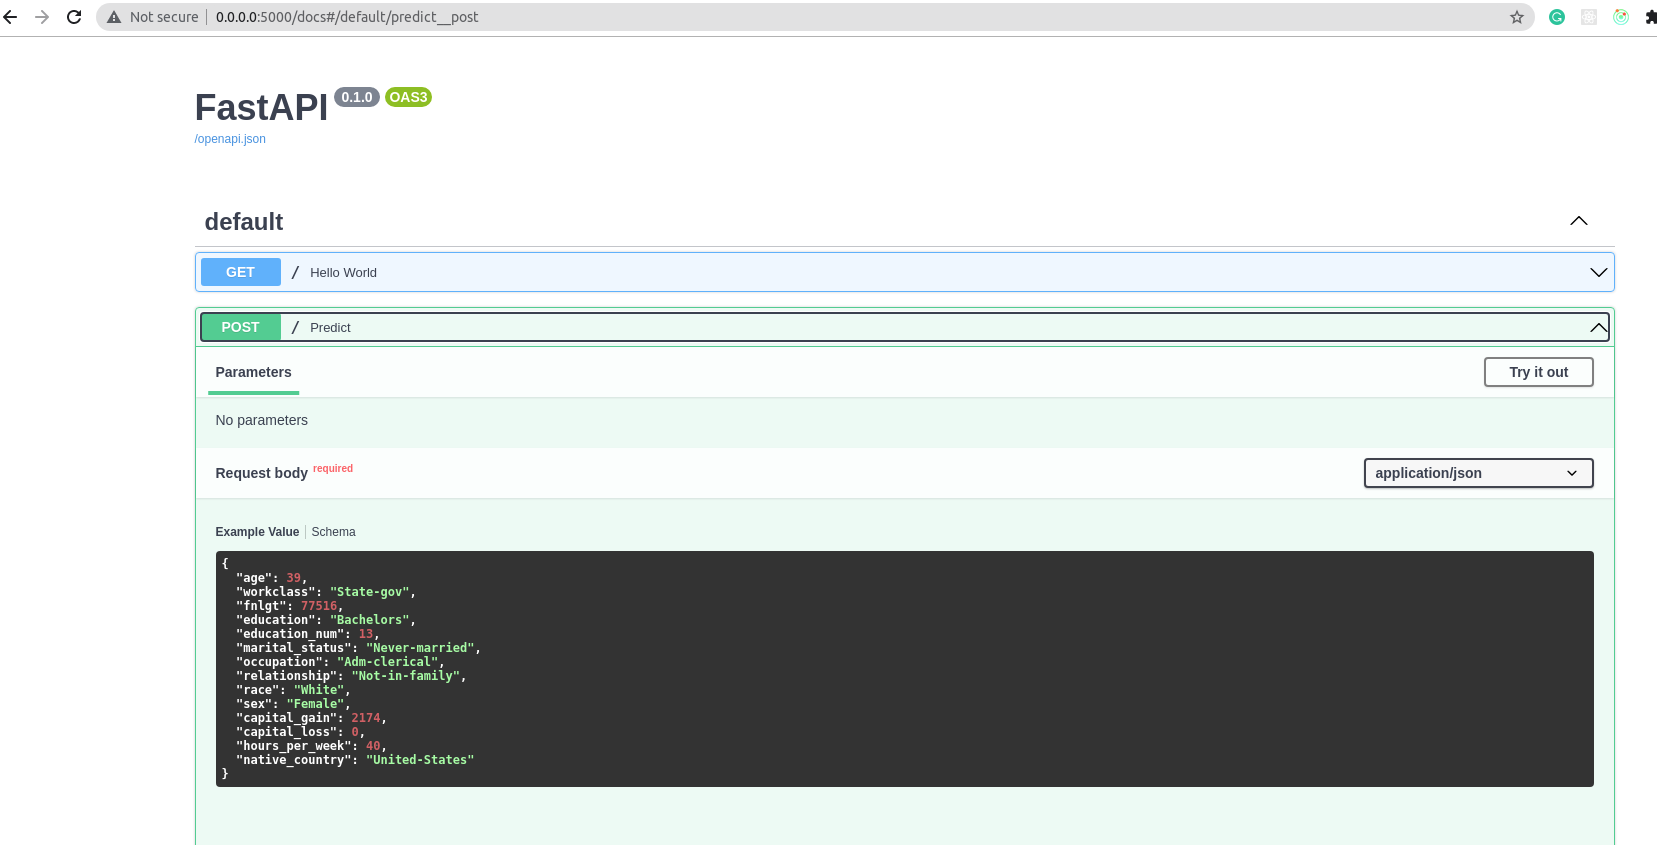 Not secure 0.0.0.0:5000/docs#/default/predict__post
FastAPI 0.1.0 OAS3
/openapi.json
default
GET / Hello World
POST / Predict
Parameters Try it out
No parameters
Request body required application/json
Example Value Schema
{
"age": 39,
"workclass": "State-gov",
"fnlgt": 77516,
"education": "Bachelors",
"education_num": 13,
"marital_status": "Never-married",
"occupation": "Adm-clerical",
"relationship": "Not-in-family",
"race": "White",
"sex": "Female",
"capital_gain": 2174,
"capital_loss": 0,
"hours_per_week": 40,
"native_country": "United-States"
}